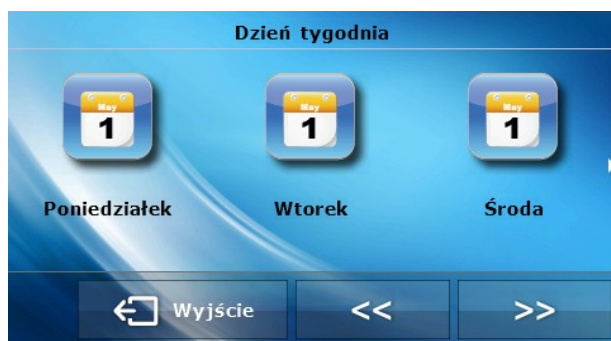 Dzień tygodnia
May May May
1 1 1
Poniedziałek Wtorek Środa
Wyjście << >>